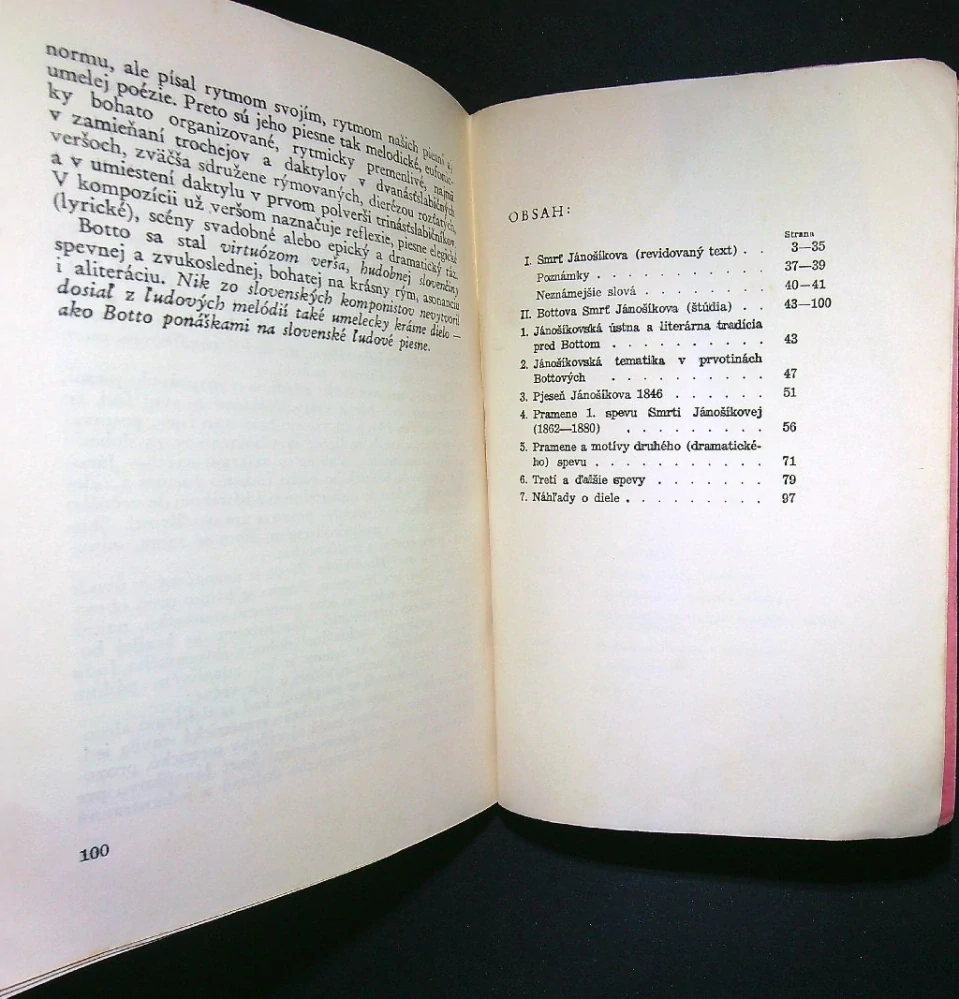 normu, ale písal rytmom svojím, rytmom našich piesní a
umelej poézie. Preto sú jeho piesne tak melodické, eufonic-
ky bohato organizované, rytmicky premenlivé, najmä
v zamieňaní trochejov a daktylov v dvanásťslabičných
veršoch, zväčša sdružene rýmovaných, dierézou rozťatých,
a v umiestení daktylu v prvom polverší trinásťslabičníkov.
V kompozícii už veršom naznačuje reflexie, piesne elegické
(lyrické), scény svadobné alebo epický a dramatický ráz.
Botto sa stal virtuózom verša, hudobnej slovenčiny
spevnej a zvukoslednej, bohatej na krásny rým, asonanciu
i aliteráciu. Nik zo slovenských komponistov nevytvoril
dosiaľ z ľudových melódií také umelecky krásne dielo —
ako Botto ponáškami na slovenské ľudové piesne.
100
OBSAH:
Strana
I. Smrť Jánošíkova (revidovaný text) . . 3—35
Poznámky . . . . . . . . . 37—39
Neznámejšie slová . . . . . . . 40—41
II. Bottova Smrť Jánošíkova (štúdia) . . 43—100
1. Jánošíkovská ústna a literárna tradícia
pred Bottom . . . . . . . . 43
2. Jánošíkovská tematika v prvotinách
Bottových . . . . . . . . 47
3. Pjeseň Jánošíkova 1846 . . . . . 51
4. Pramene 1. spevu Smrti Jánošíkovej
(1862—1880) . . . . . . . 56
5. Pramene a motívy druhého (dramatické-
ho) spevu . . . . . . . . . 71
6. Tretí a ďalšie spevy . . . . . . 79
7. Náhľady o diele . . . . . . . 97